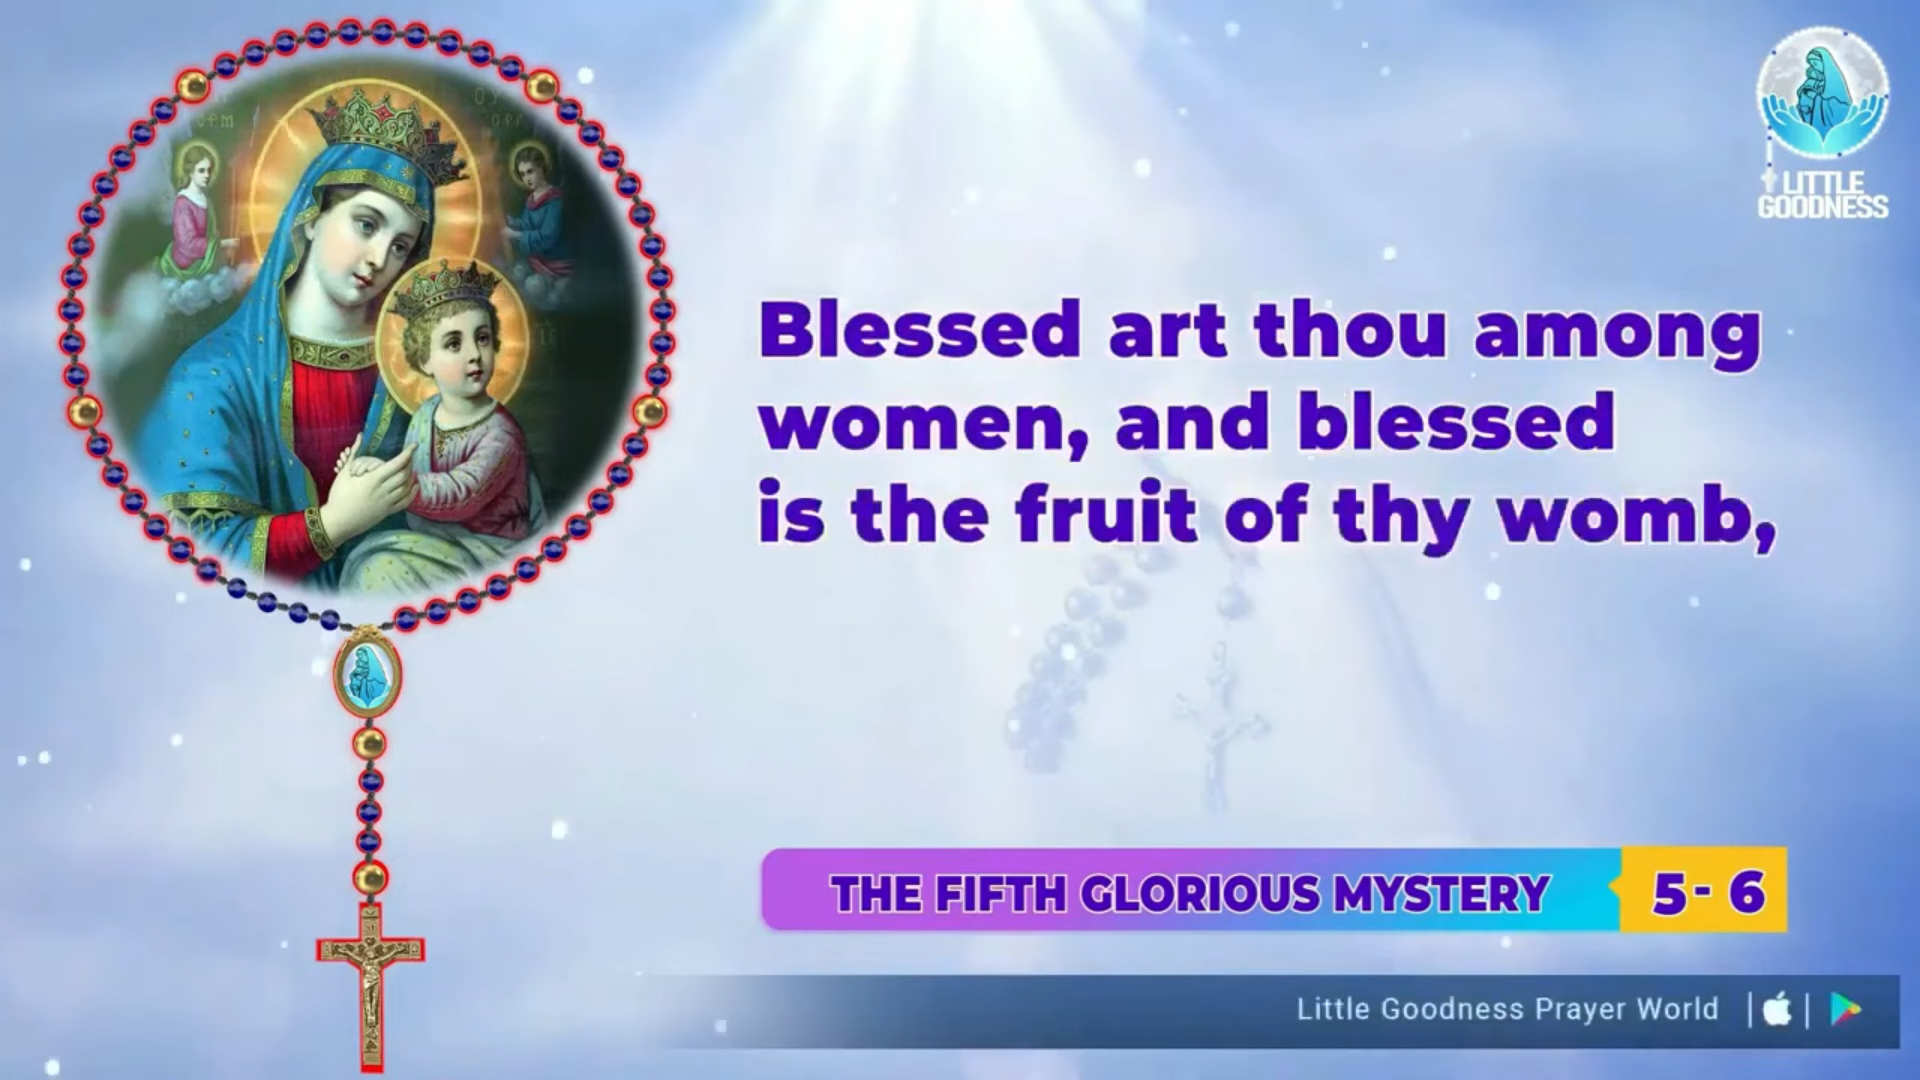 LITTLE
GOODNESS
Blessed art thou among
women, and blessed
is the fruit of thy womb,
THE FIFTH GLORIOUS MYSTERY
5- 6
Little Goodness Prayer World